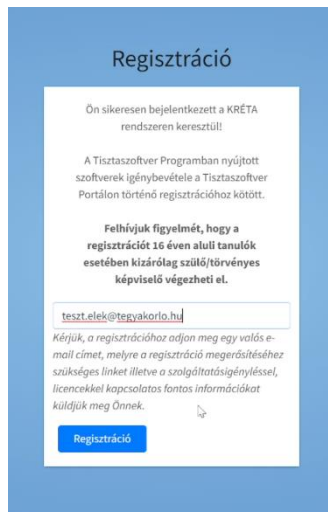 Regisztráció
Ön sikeresen bejelentkezett a KRÉTA
rendszeren keresztül!
A Tisztaszoftver Programban nyújtott
szoftverek igénybevétele a Tisztaszoftver
Portálon történő regisztrációhoz kötött.
Felhívjuk figyelmét, hogy a
regisztrációt 16 éven aluli tanulók
esetében kizárólag szülő/törvényes
képviselő végezheti el.
teszt.elek@tegyakorlo.hu
Kérjük, a regisztrációhoz adjon meg egy valós e-
mail címet, melyre a regisztráció megerősítéséhez
szükséges linket illetve a szolgáltatásigényléssel,
licencekkel kapcsolatos fontos információkat
küldjük meg Önnek.
Regisztráció